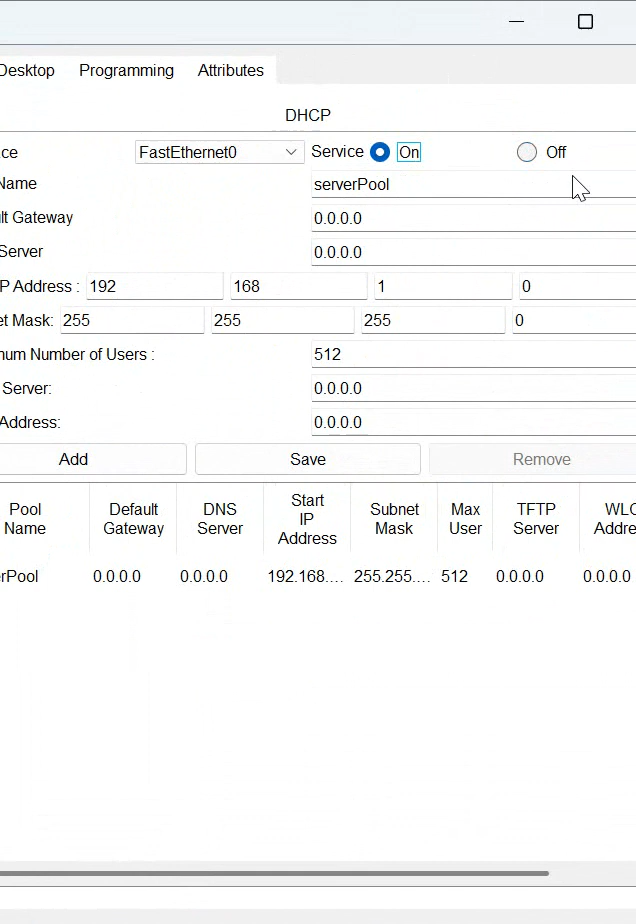 Desktop Programming Attributes
DHCP
ce FastEthernet0 Service On Off
Name serverPool
lt Gateway 0.0.0.0
Server 0.0.0.0
P Address : 192 168 1 0
et Mask: 255 255 255 0
num Number of Users : 512
Server: 0.0.0.0
Address: 0.0.0.0
Add Save Remove
Pool Name Default Gateway DNS Server Start IP Address Subnet Mask Max User TFTP Server WLC Addre
rPool 0.0.0.0 0.0.0.0 192.168.... 255.255.... 512 0.0.0.0 0.0.0.0